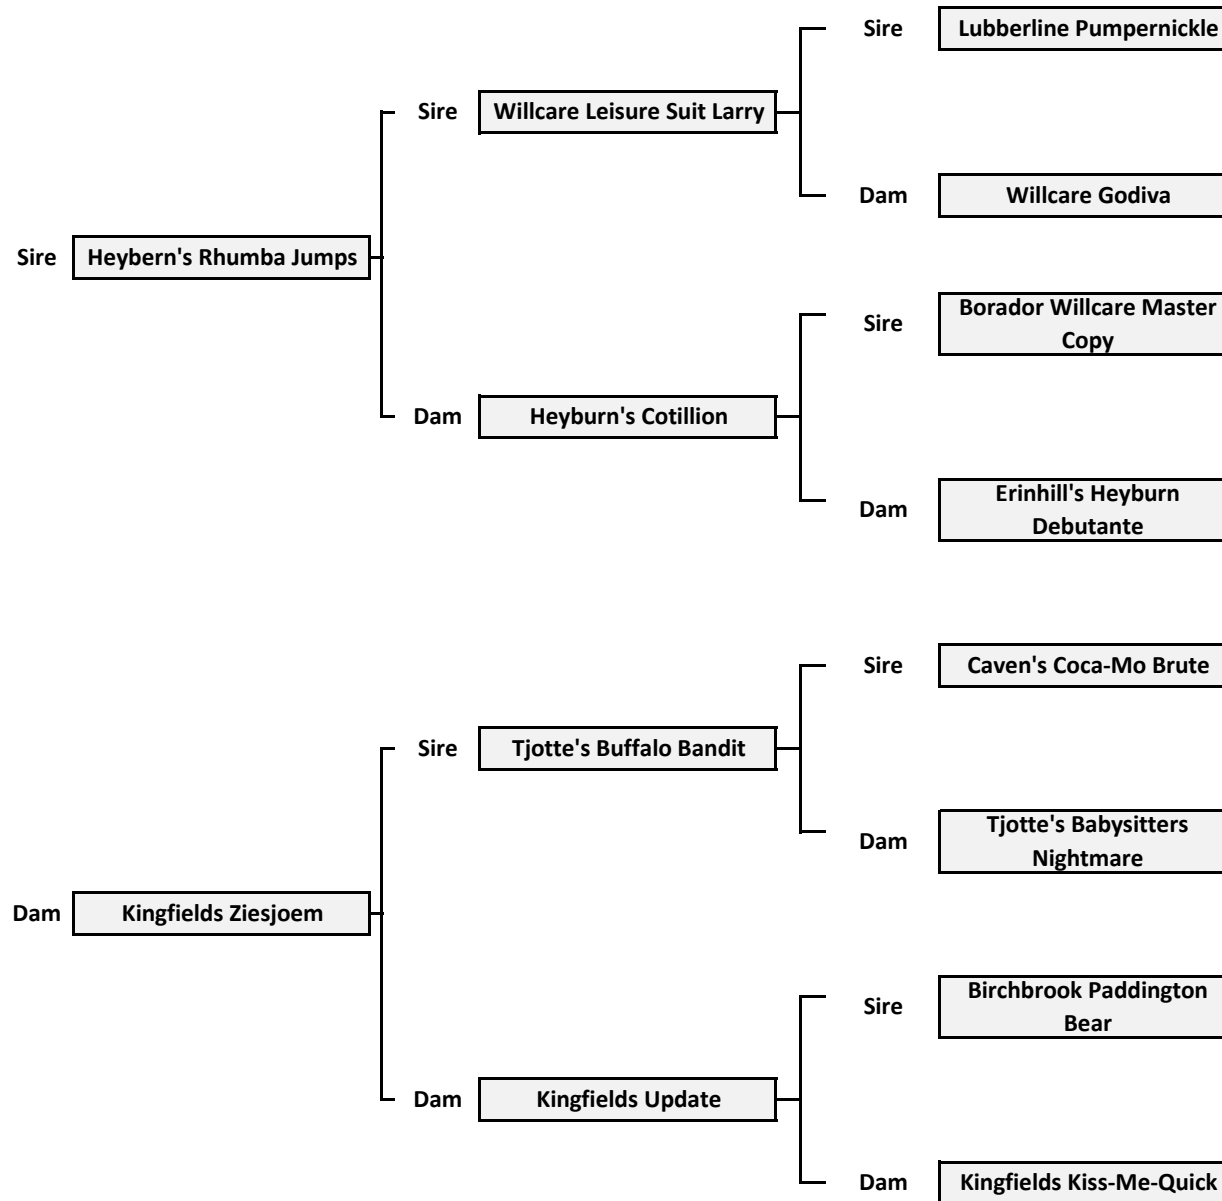 Sire Lubberline Pumpernickle
Sire Willcare Leisure Suit Larry
Dam Willcare Godiva
Sire Heybern's Rhumba Jumps
Sire Borador Willcare Master
Copy
Dam Heyburn's Cotillion
Dam Erinhill's Heyburn
Debutante
Sire Caven's Coca-Mo Brute
Sire Tjotte's Buffalo Bandit
Dam Tjotte's Babysitters
Nightmare
Dam Kingfields Ziesjoem
Sire Birchbrook Paddington
Bear
Dam Kingfields Update
Dam Kingfields Kiss-Me-Quick